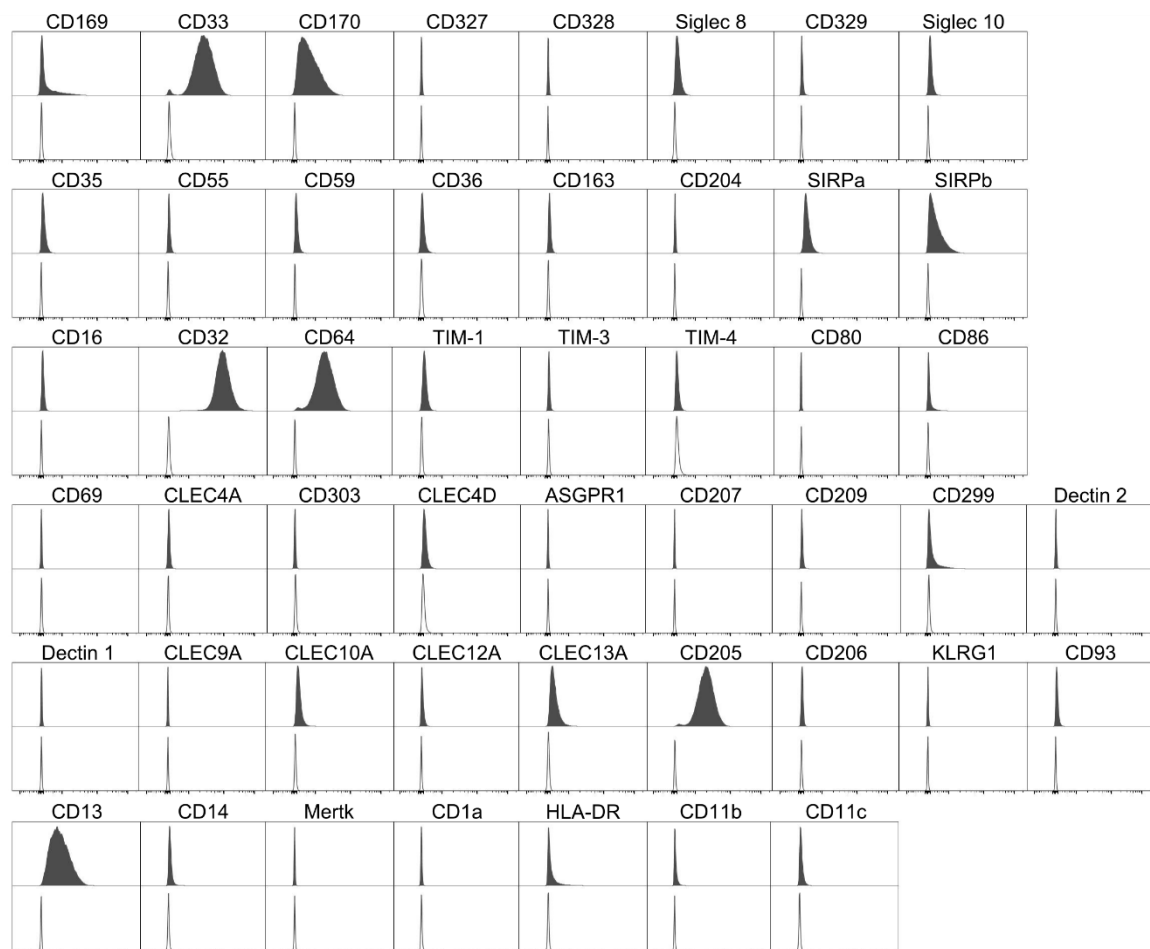 CD169 CD33 CD170 CD327 CD328 Siglec 8 CD329 Siglec 10
CD35 CD55 CD59 CD36 CD163 CD204 SIRPa SIRPb
CD16 CD32 CD64 TIM-1 TIM-3 TIM-4 CD80 CD86
CD69 CLEC4A CD303 CLEC4D ASGPR1 CD207 CD209 CD299 Dectin 2
Dectin 1 CLEC9A CLEC10A CLEC12A CLEC13A CD205 CD206 KLRG1 CD93
CD13 CD14 Mertk CD1a HLA-DR CD11b CD11c